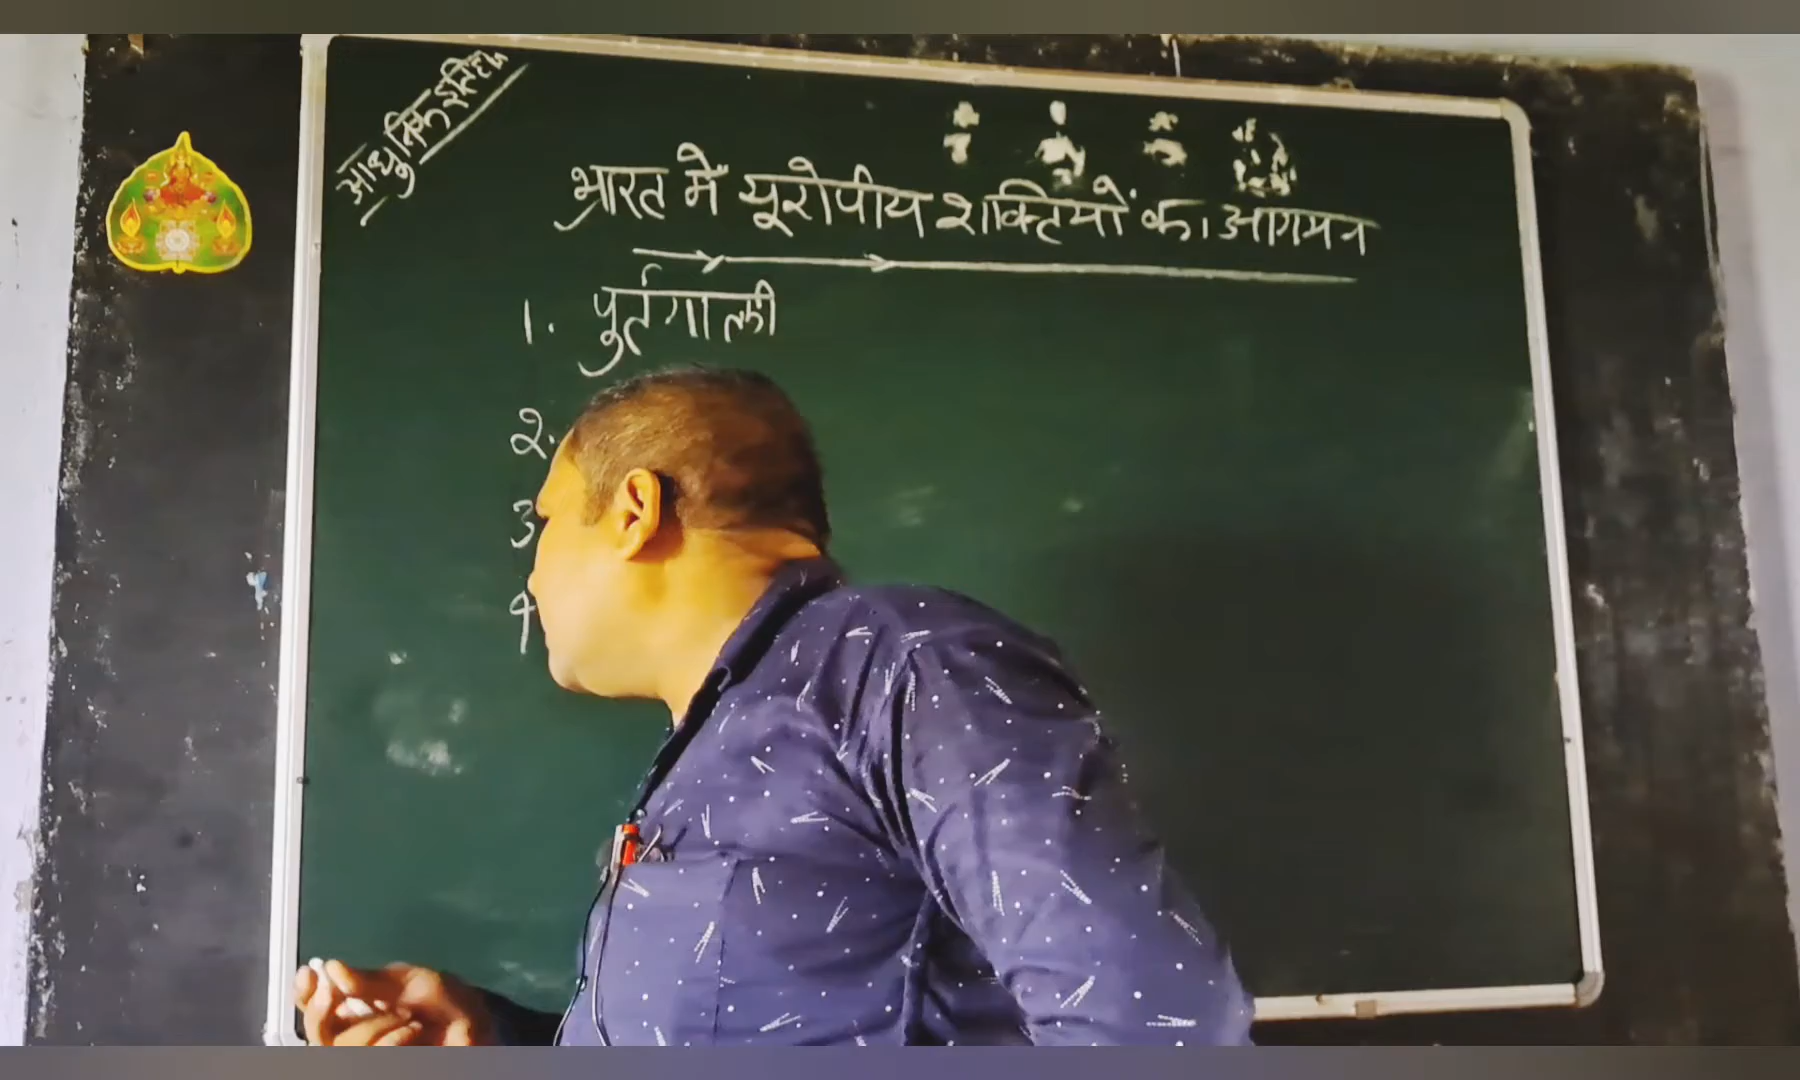 आधुनिक इतिहास
भारत में यूरोपीय शक्तियों का आगमन
1. पुर्तगाली
2.
3
4